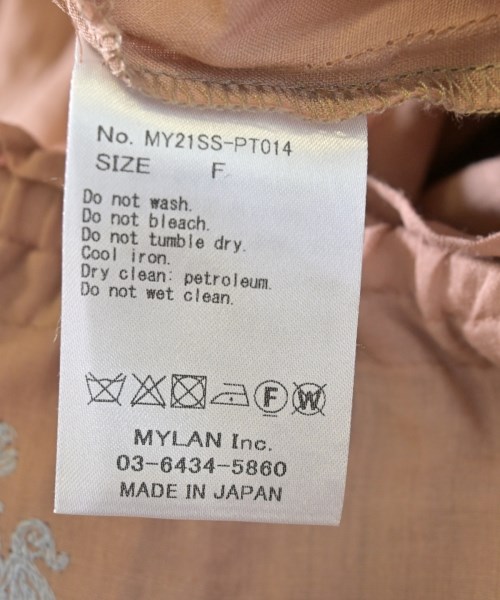 No. MY21SS-PT014
SIZE F
Do not wash.
Do not bleach.
Do not tumble dry.
Cool iron.
Dry clean: petroleum.
Do not wet clean.
F W
MYLAN Inc.
03-6434-5860
MADE IN JAPAN